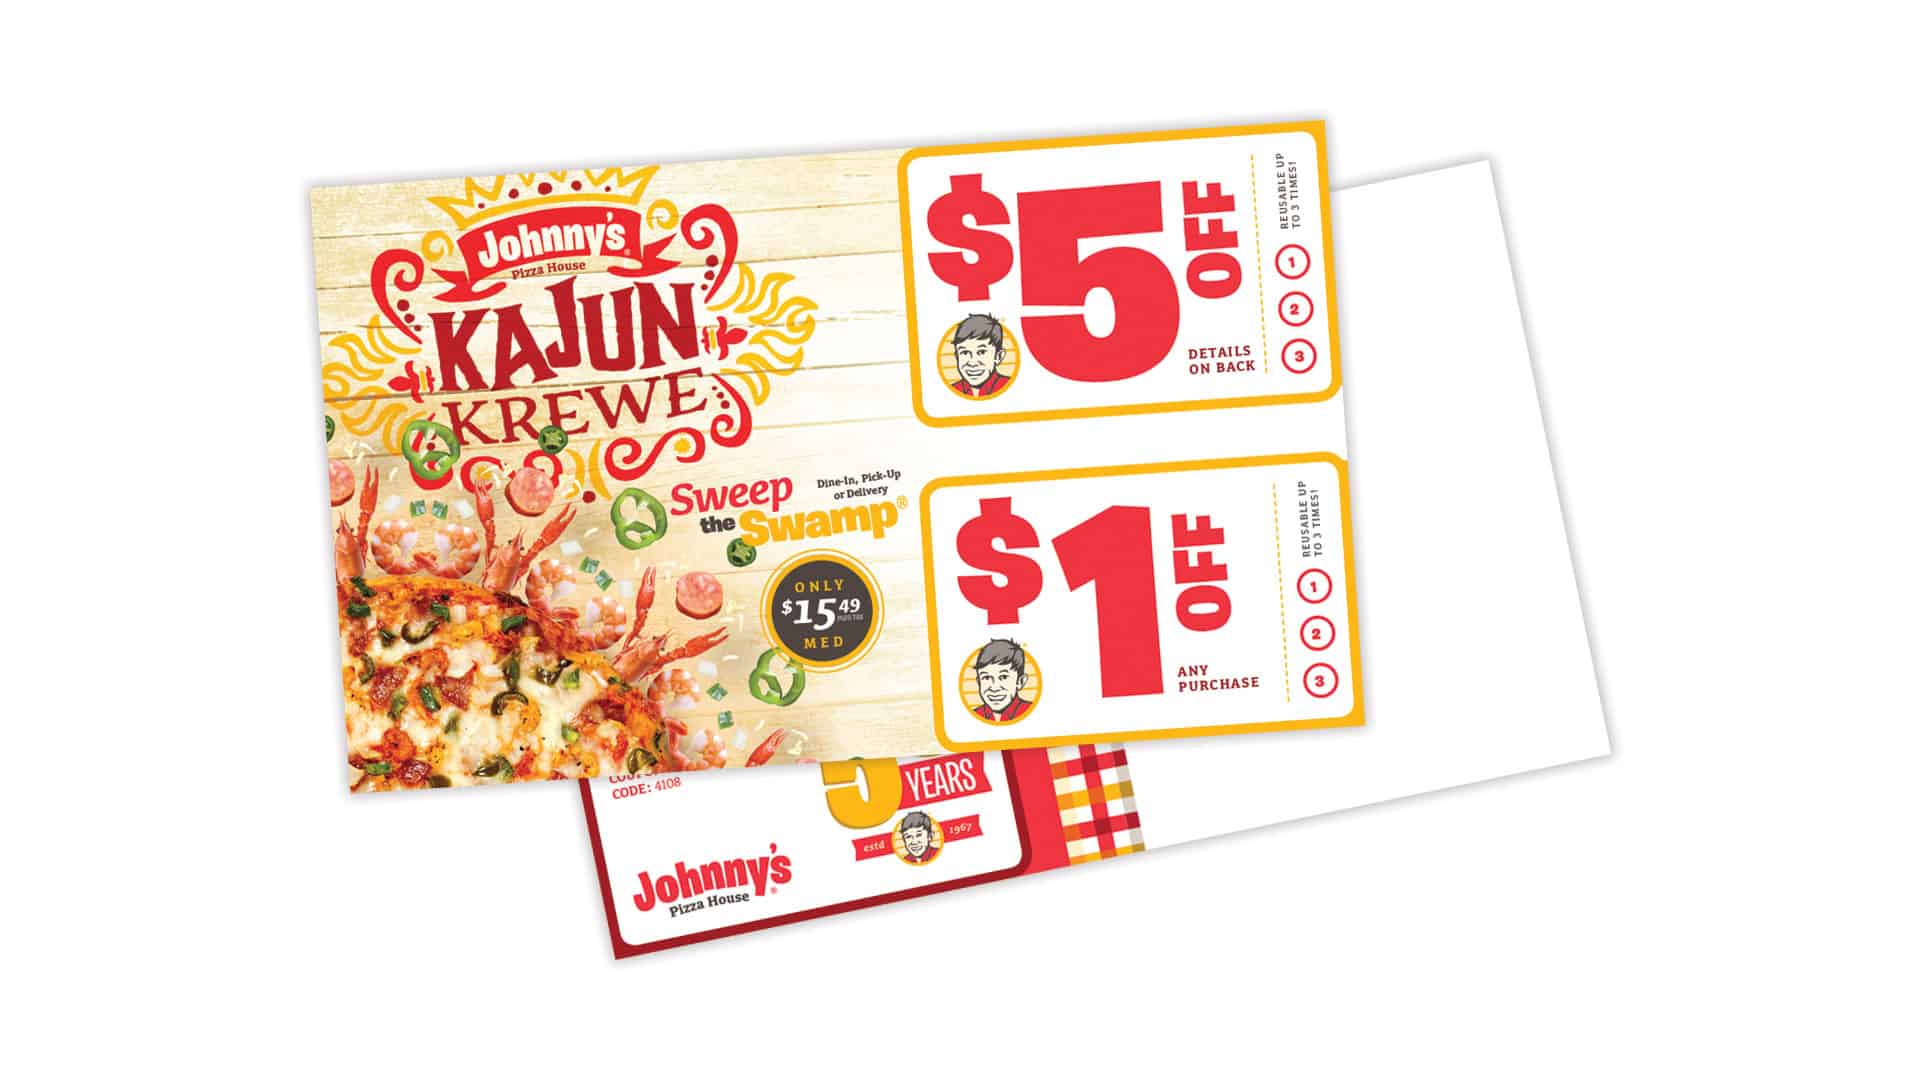 Johnny's®
Pizza House
KAJUN
KREWE
Sweep
the Swamp®
Dine-In, Pick-Up
or Delivery
ONLY
$15 49
PLUS TAX
MED
$5 OFF
DETAILS
ON BACK
REUSABLE UP
TO 3 TIMES!
1
2
3
$1 OFF
ANY
PURCHASE
REUSABLE UP
TO 3 TIMES!
1
2
3
CODE: 4108
YEARS
estd 1967
Johnny's®
Pizza House